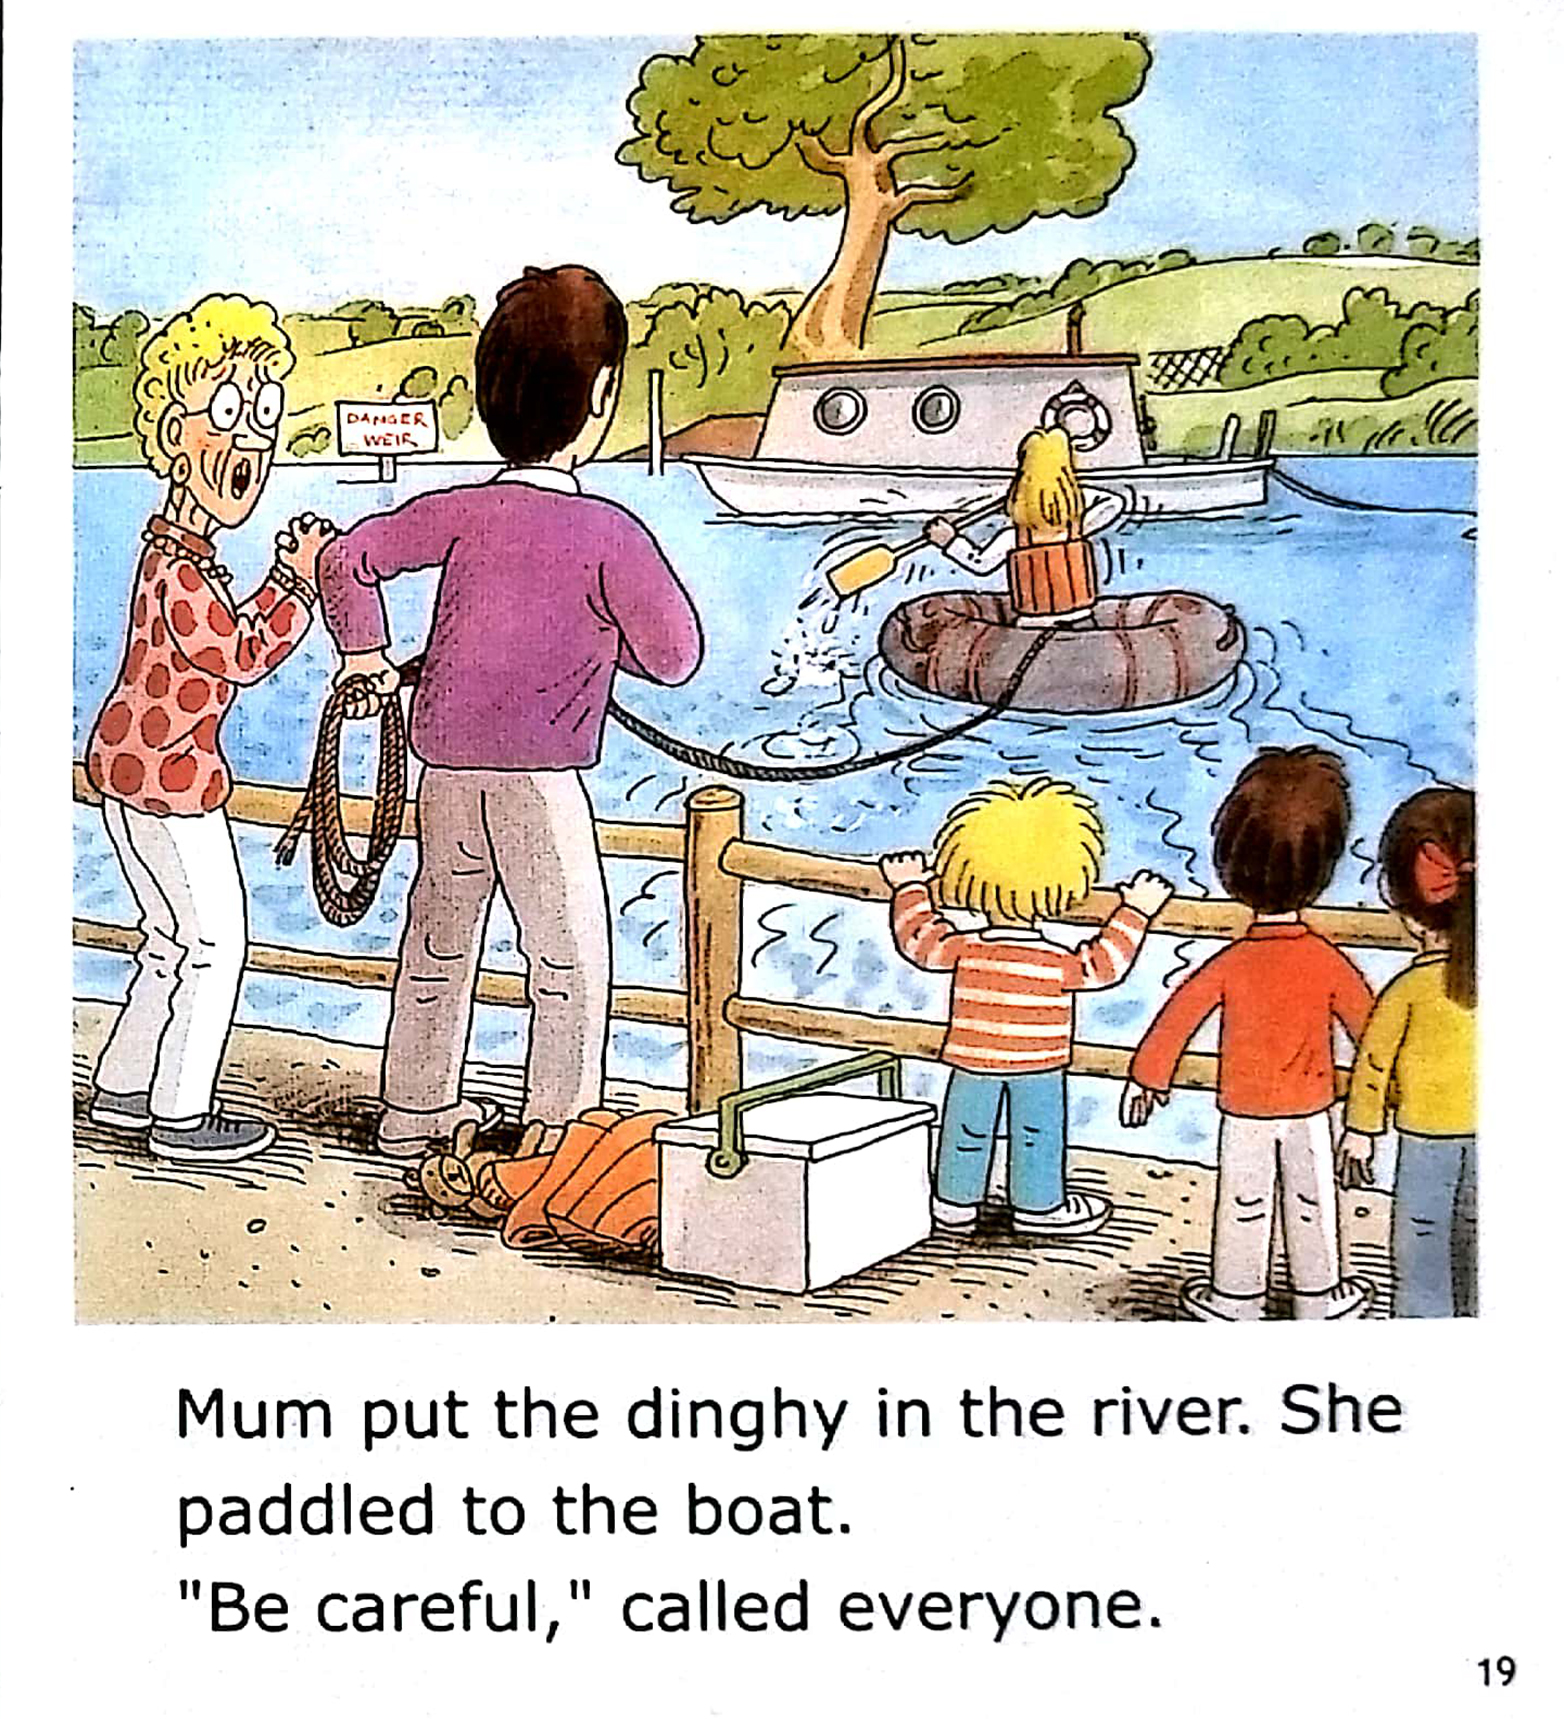 DANGER
WEIR
Mum put the dinghy in the river. She
paddled to the boat.
"Be careful," called everyone.
19